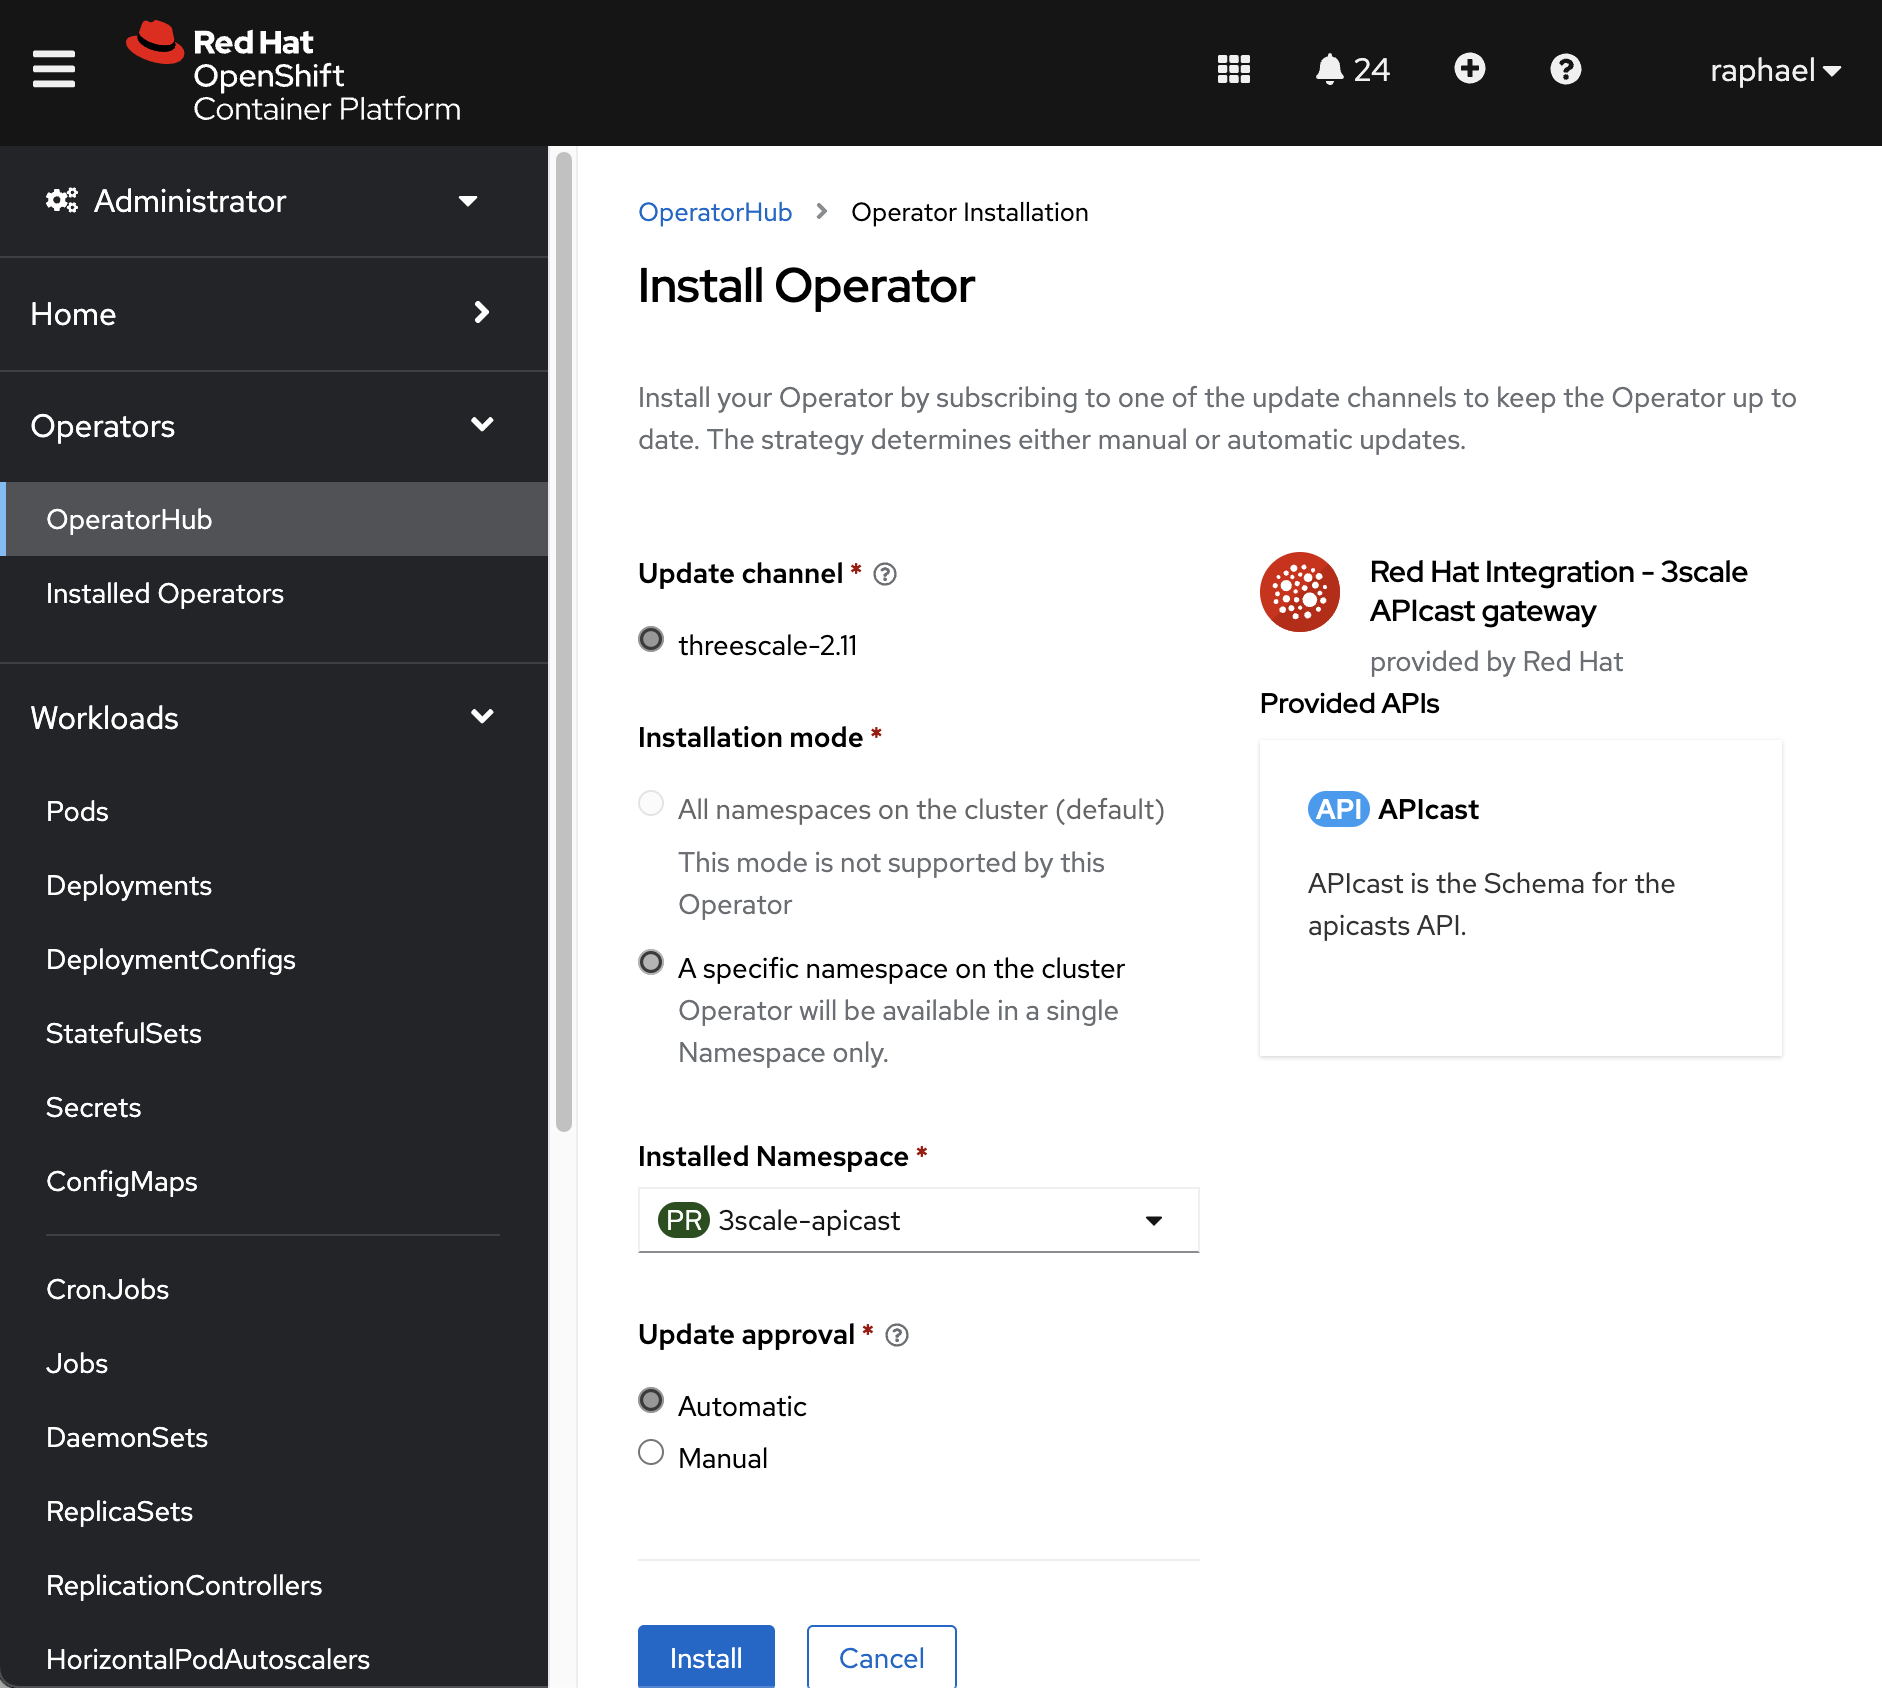 Red Hat
OpenShift
Container Platform
24
raphael
Administrator
Home
Operators
OperatorHub
Installed Operators
Workloads
Pods
Deployments
DeploymentConfigs
StatefulSets
Secrets
ConfigMaps
CronJobs
Jobs
DaemonSets
ReplicaSets
ReplicationControllers
HorizontalPodAutoscalers
OperatorHub > Operator Installation
Install Operator
Install your Operator by subscribing to one of the update channels to keep the Operator up to
date. The strategy determines either manual or automatic updates.
Update channel *
threescale-2.11
Installation mode *
All namespaces on the cluster (default)
This mode is not supported by this
Operator
A specific namespace on the cluster
Operator will be available in a single
Namespace only.
Installed Namespace *
PR 3scale-apicast
Update approval *
Automatic
Manual
Install Cancel
Red Hat Integration - 3scale
APIcast gateway
provided by Red Hat
Provided APIs
API APIcast
APIcast is the Schema for the
apicasts API.